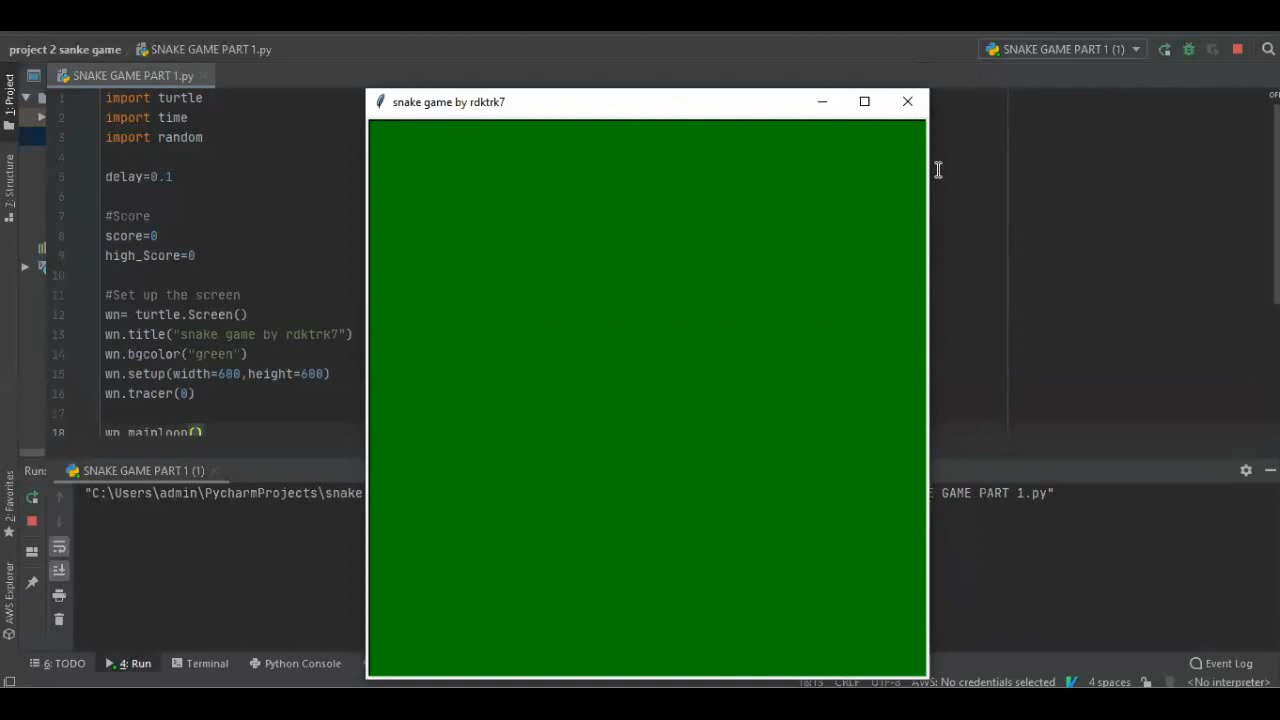 project 2 sanke game
SNAKE GAME PART 1.py
SNAKE GAME PART 1 (1)
1: Project
SNAKE GAME PART 1.py
snake game by rdktrk7
1 import turtle
2 import time
3 import random
4
5 delay=0.1
6
7 #Score
8 score=0
9 high_Score=0
10
11 #Set up the screen
12 wn= turtle.Screen()
13 wn.title("snake game by rdktrk7")
14 wn.bgcolor("green")
15 wn.setup(width=600,height=600)
16 wn.tracer(0)
17
18 wn.mainloop()
Z: Structure
Run: SNAKE GAME PART 1 (1)
"C:\Users\admin\PycharmProjects\snake
E GAME PART 1.py"
2: Favorites
AWS Explorer
6: TODO
4: Run
Terminal
Python Console
Event Log
18:13 CRLF UTF-8 AWS: No credentials selected 4 spaces <No interpreter>